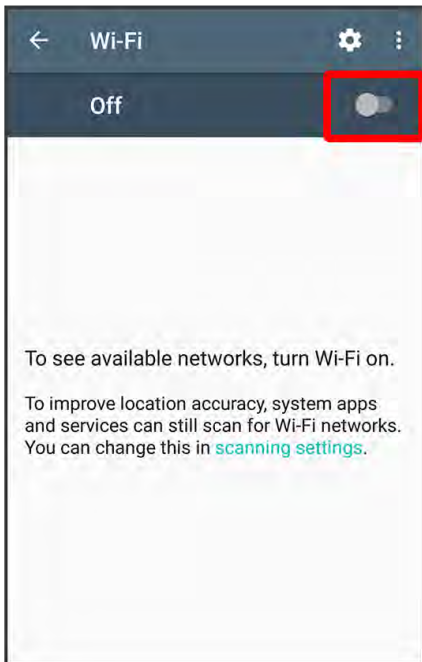 Wi-Fi
Off
To see available networks, turn Wi-Fi on.
To improve location accuracy, system apps
and services can still scan for Wi-Fi networks.
You can change this in scanning settings.